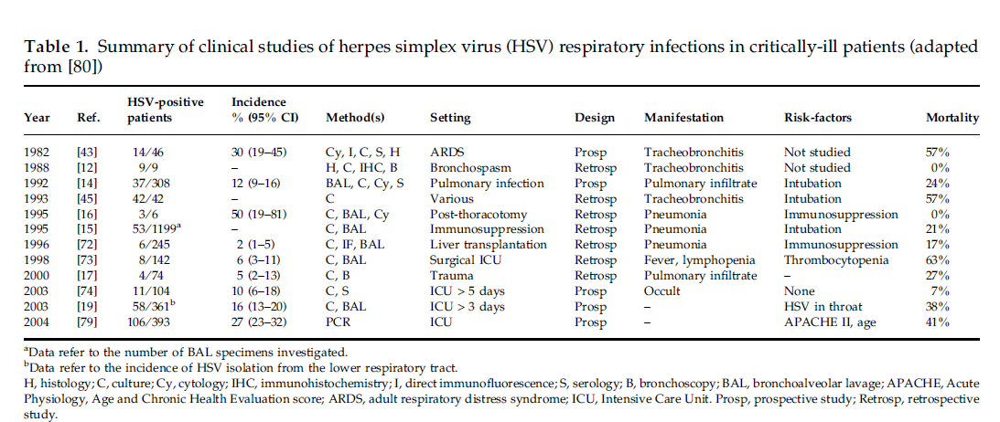 Table 1. Summary of clinical studies of herpes simplex virus (HSV) respiratory infections in critically-ill patients (adapted
from [80])
HSV-positive Incidence
Year Ref. patients % (95% CI) Method(s) Setting Design Manifestation Risk-factors Mortality
1982 [43] 14/46 30 (19–45) Cy, I, C, S, H ARDS Prosp Tracheobronchitis Not studied 57%
1988 [12] 9/9 – H, C, IHC, B Bronchospasm Retrosp Tracheobronchitis Not studied 0%
1992 [14] 37/308 12 (9–16) BAL, C, Cy, S Pulmonary infection Prosp Pulmonary infiltrate Intubation 24%
1993 [45] 42/42 – C Various Retrosp Tracheobronchitis Intubation 57%
1995 [16] 3/6 50 (19–81) C, BAL, Cy Post-thoracotomy Retrosp Pneumonia Immunosuppression 0%
1995 [15] 53/1199a – C, BAL Immunosuppression Retrosp Pneumonia Intubation 21%
1996 [72] 6/245 2 (1–5) C, IF, BAL Liver transplantation Retrosp Pneumonia Immunosuppression 17%
1998 [73] 8/142 6 (3–11) C, BAL Surgical ICU Retrosp Fever, lymphopenia Thrombocytopenia 63%
2000 [17] 4/74 5 (2–13) C, B Trauma Retrosp Pulmonary infiltrate – 27%
2003 [74] 11/104 10 (6–18) C, S ICU > 5 days Prosp Occult None 7%
2003 [19] 58/361b 16 (13–20) C, BAL ICU > 3 days Prosp – HSV in throat 38%
2004 [79] 106/393 27 (23–32) PCR ICU Prosp – APACHE II, age 41%
aData refer to the number of BAL specimens investigated.
bData refer to the incidence of HSV isolation from the lower respiratory tract.
H, histology; C, culture; Cy, cytology; IHC, immunohistochemistry; I, direct immunofluorescence; S, serology; B, bronchoscopy; BAL, bronchoalveolar lavage; APACHE, Acute
Physiology, Age and Chronic Health Evaluation score; ARDS, adult respiratory distress syndrome; ICU, Intensive Care Unit. Prosp, prospective study; Retrosp, retrospective
study.